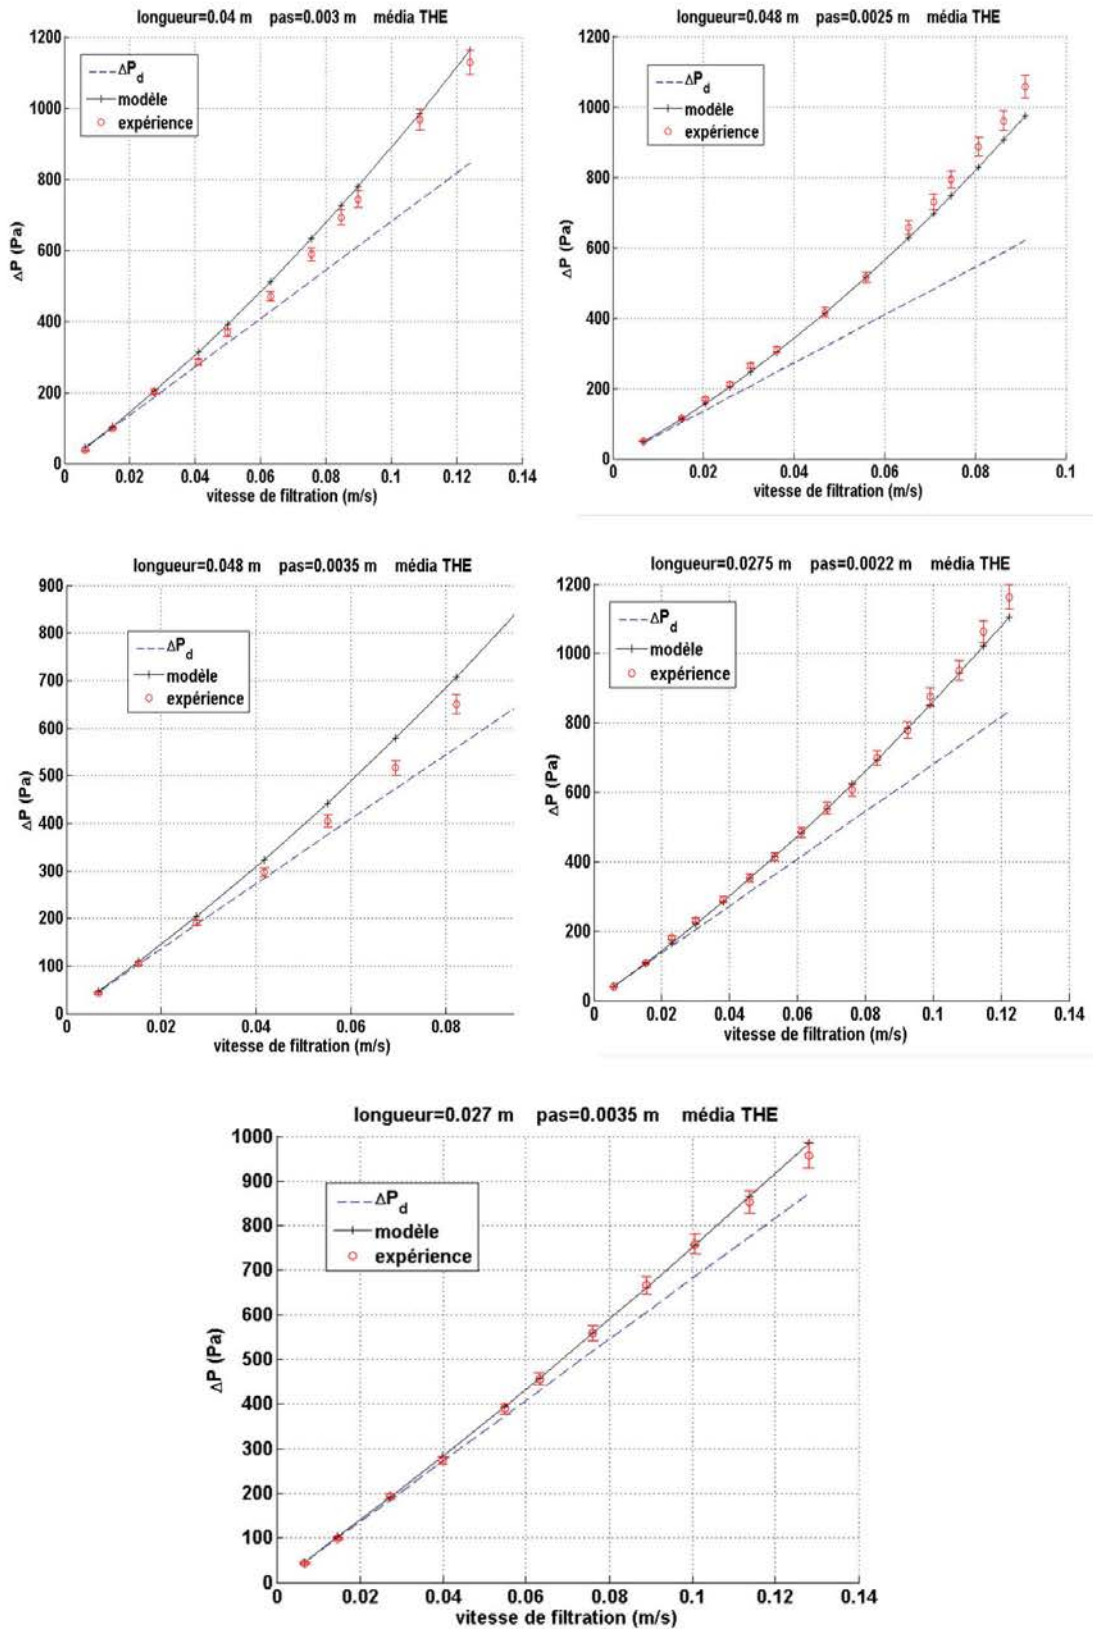 longueur=0.04 m pas=0.003 m média THE
1200
1000
800
600
400
200
0
ΔP (Pa)
ΔPd
modèle
expérience
0 0.02 0.04 0.06 0.08 0.1 0.12 0.14
vitesse de filtration (m/s)
longueur=0.048 m pas=0.0025 m média THE
1200
1000
800
600
400
200
0
ΔP (Pa)
ΔPd
modèle
expérience
0 0.02 0.04 0.06 0.08 0.1
vitesse de filtration (m/s)
longueur=0.048 m pas=0.0035 m média THE
900
800
700
600
500
400
300
200
100
0
ΔP (Pa)
ΔPd
modèle
expérience
0 0.02 0.04 0.06 0.08
vitesse de filtration (m/s)
longueur=0.0275 m pas=0.0022 m média THE
1200
1000
800
600
400
200
0
ΔP (Pa)
ΔPd
modèle
expérience
0 0.02 0.04 0.06 0.08 0.1 0.12 0.14
vitesse de filtration (m/s)
longueur=0.027 m pas=0.0035 m média THE
1000
900
800
700
600
500
400
300
200
100
0
ΔP (Pa)
ΔPd
modèle
expérience
0 0.02 0.04 0.06 0.08 0.1 0.12 0.14
vitesse de filtration (m/s)